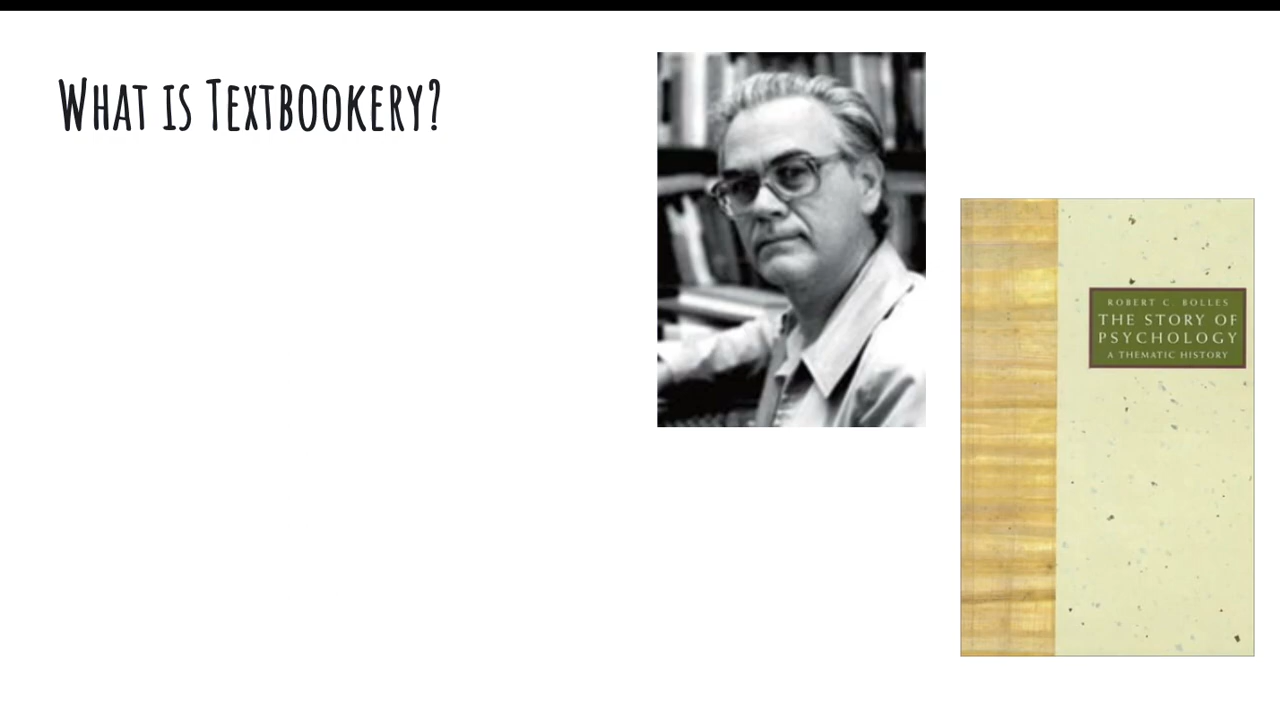 What is Textbookery?
ROBERT C. BOLLES
THE STORY OF
PSYCHOLOGY
A THEMATIC HISTORY